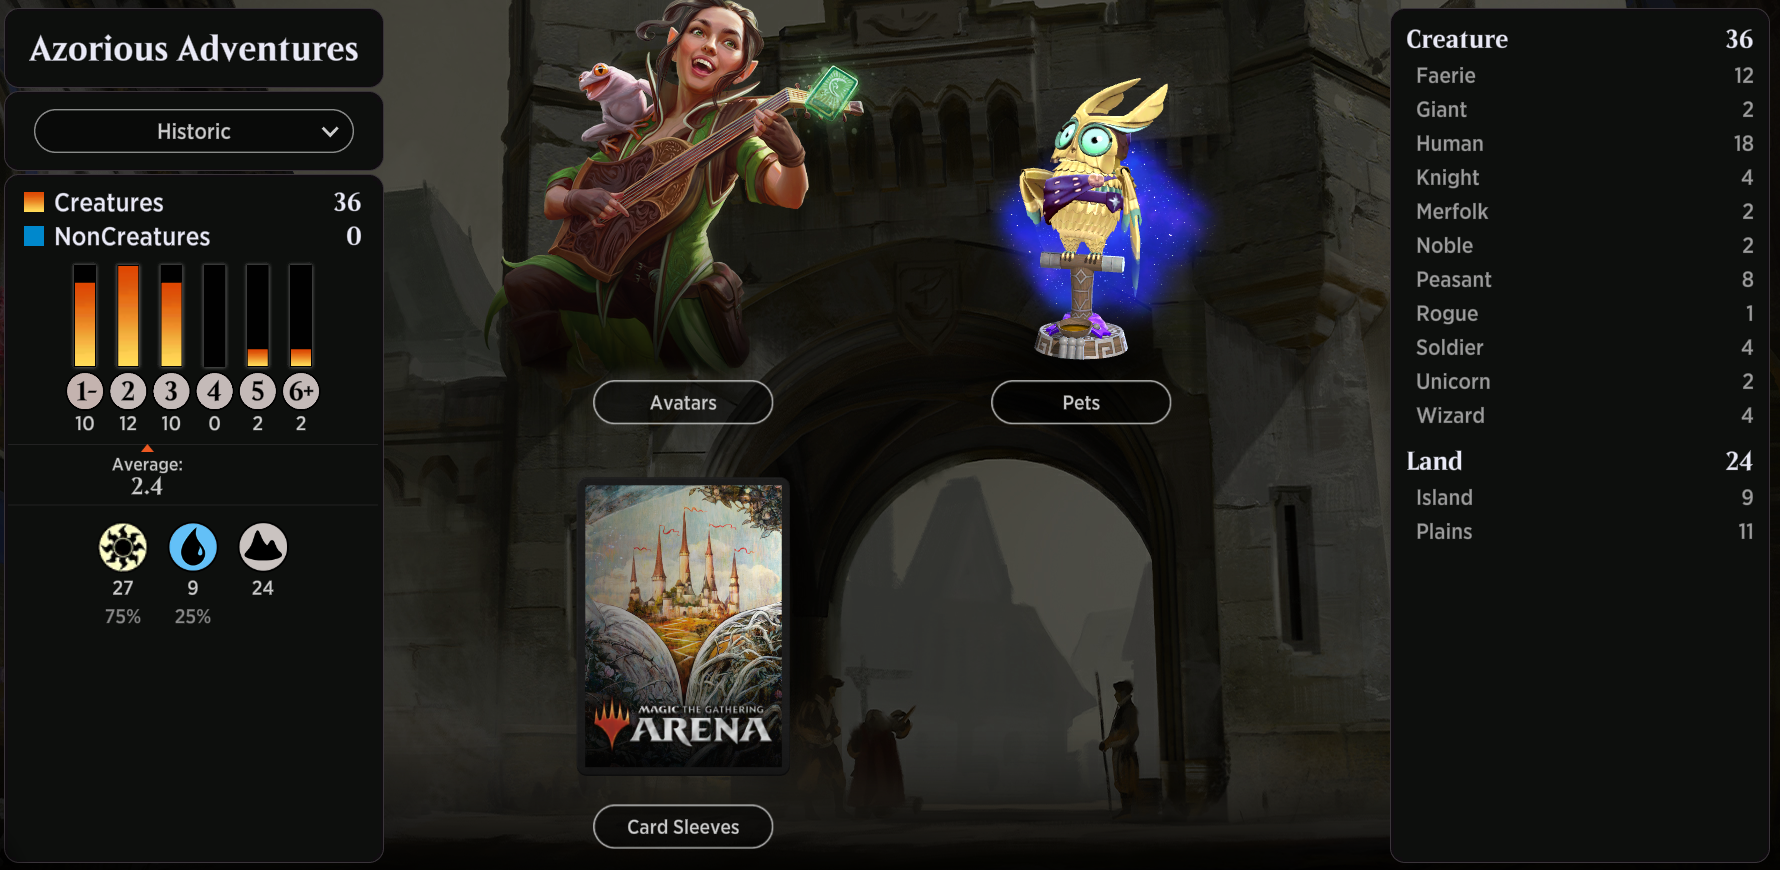 Azorious Adventures
Historic
Creatures 36
NonCreatures 0
1- 2 3 4 5 6+
10 12 10 0 2 2
Average:
2.4
27 9 24
75% 25%
Avatars
Pets
MAGIC THE GATHERING
ARENA
Card Sleeves
Creature 36
Faerie 12
Giant 2
Human 18
Knight 4
Merfolk 2
Noble 2
Peasant 8
Rogue 1
Soldier 4
Unicorn 2
Wizard 4
Land 24
Island 9
Plains 11